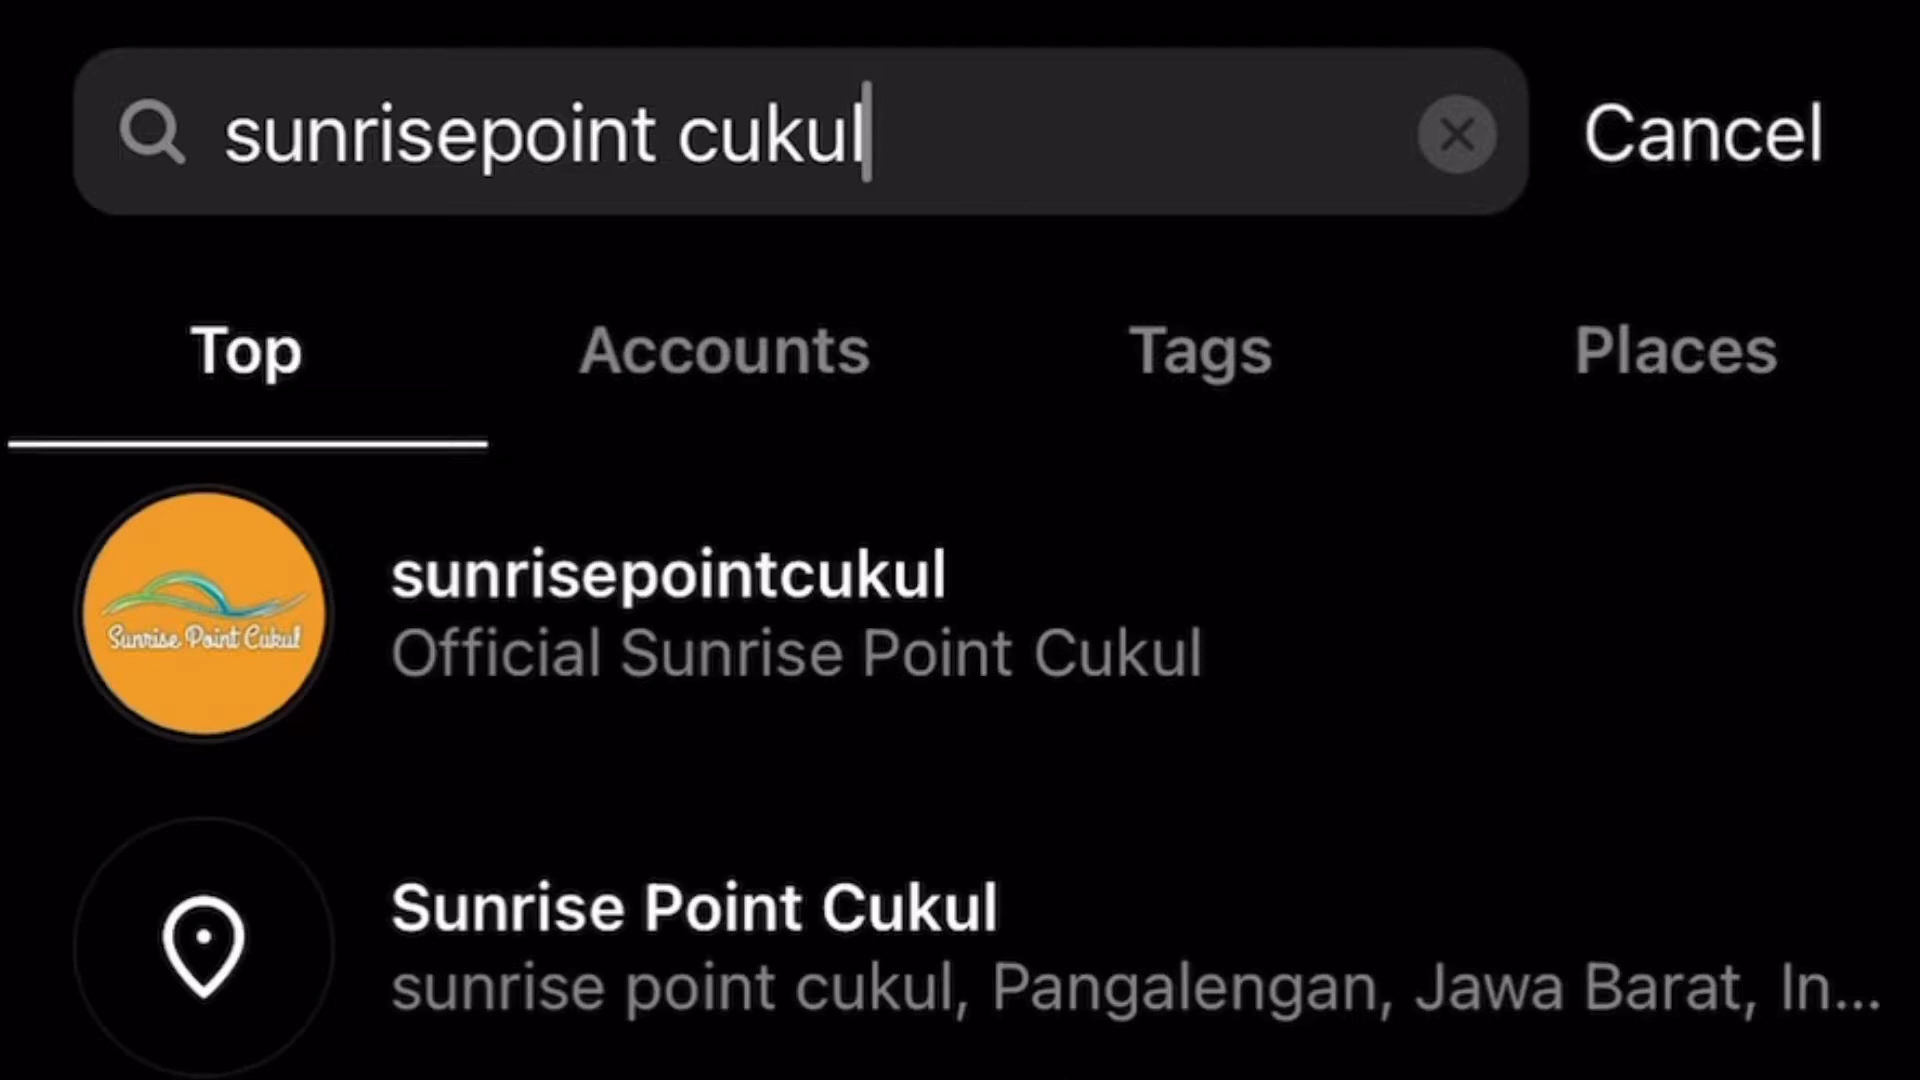 sunrisepoint cukul
Cancel
Top
Accounts
Tags
Places
Sunrise Point Cukul
sunrisepointcukul
Official Sunrise Point Cukul
Sunrise Point Cukul
sunrise point cukul, Pangalengan, Jawa Barat, In...